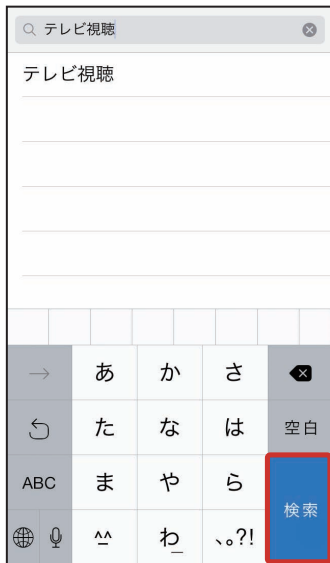 テレビ視聴
テレビ視聴
→ あ か さ
た な は 空白
ABC ま や ら 検索
^^ わ_ 、。?!